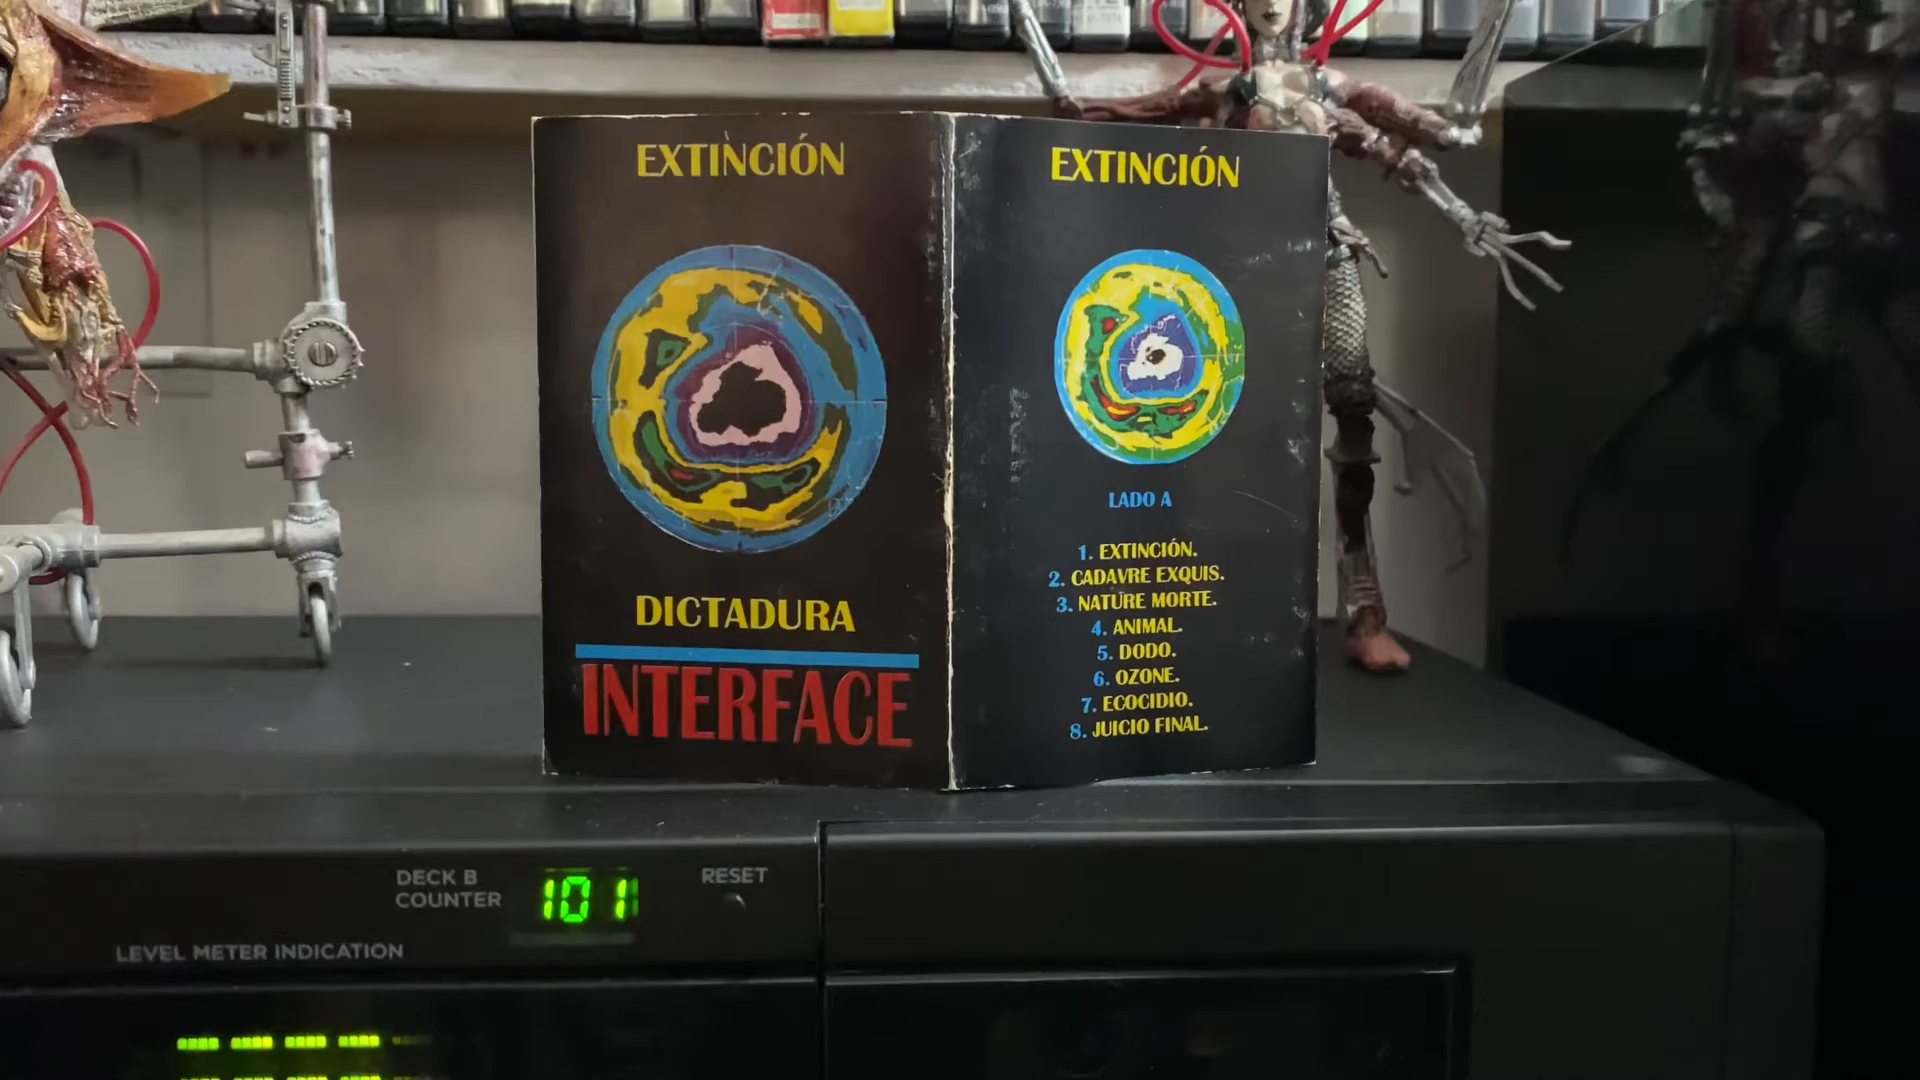 EXTINCIÓN
DICTADURA
INTERFACE
EXTINCIÓN
LADO A
1. EXTINCIÓN.
2. CADAVRE EXQUIS.
3. NATURE MORTE.
4. ANIMAL.
5. DODO.
6. OZONE.
7. ECOCIDIO.
8. JUICIO FINAL.
DECK B
COUNTER
101
RESET
LEVEL METER INDICATION